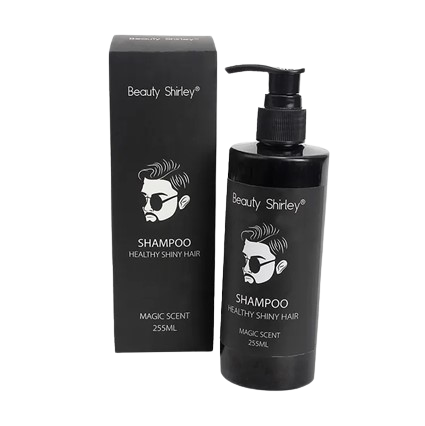 Beauty Shirley®
SHAMPOO
HEALTHY SHINY HAIR
MAGIC SCENT
255ML
Beauty Shirley®
SHAMPOO
HEALTHY SHINY HAIR
MAGIC SCENT
255ML